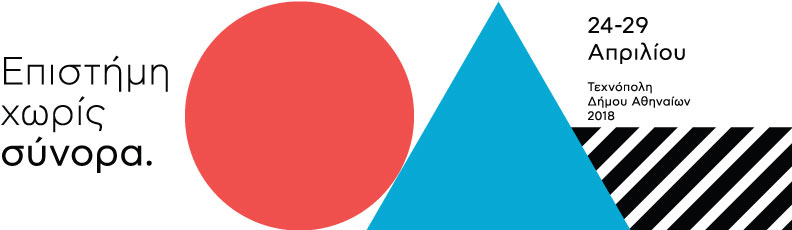 Επιστήμη
χωρίς
σύνορα.
24-29
Απριλίου
Τεχνόπολη
Δήμου Αθηναίων
2018